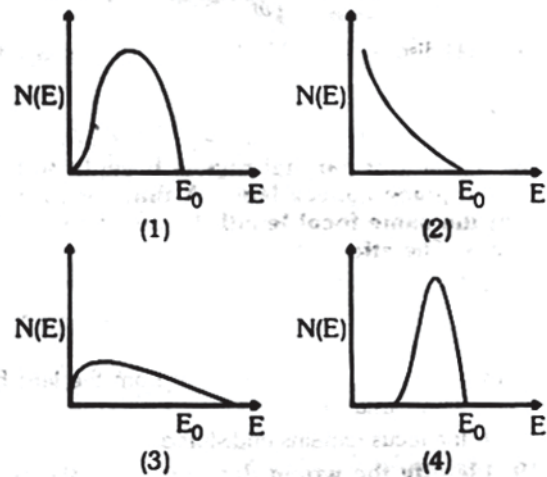 N(E) N(E)
E₀ E E₀ E
(1) (2)
N(E) N(E)
E₀ E E₀ E
(3) (4)